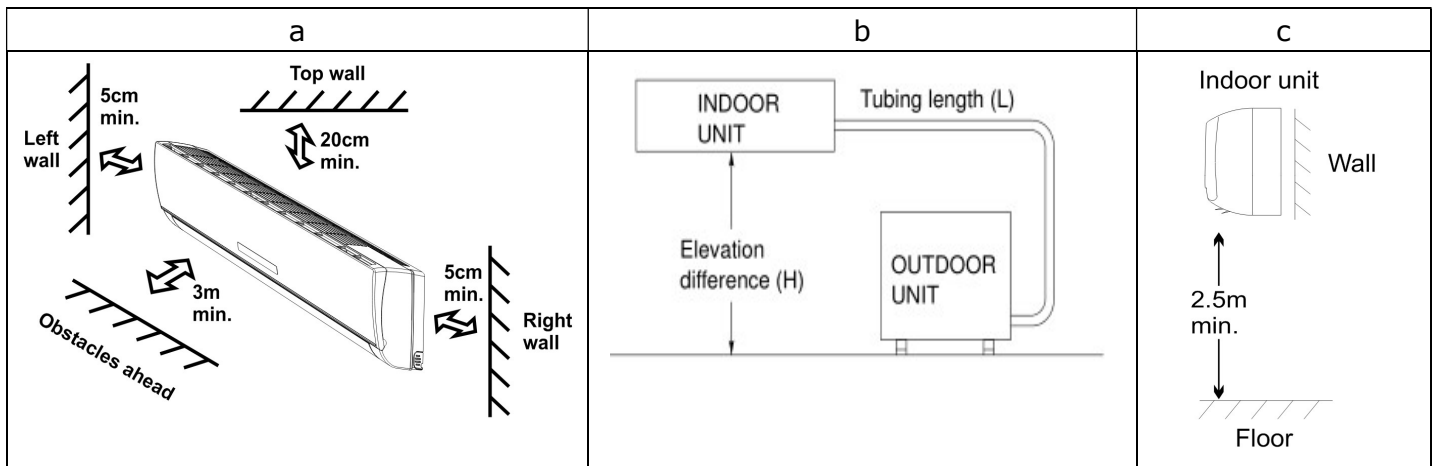 a
b
c
Top wall
5cm
min.
Left
wall
20cm
min.
3m
min.
Obstacles ahead
5cm
min.
Right
wall
INDOOR
UNIT
Tubing length (L)
Elevation
difference (H)
OUTDOOR
UNIT
Indoor unit
Wall
2.5m
min.
Floor